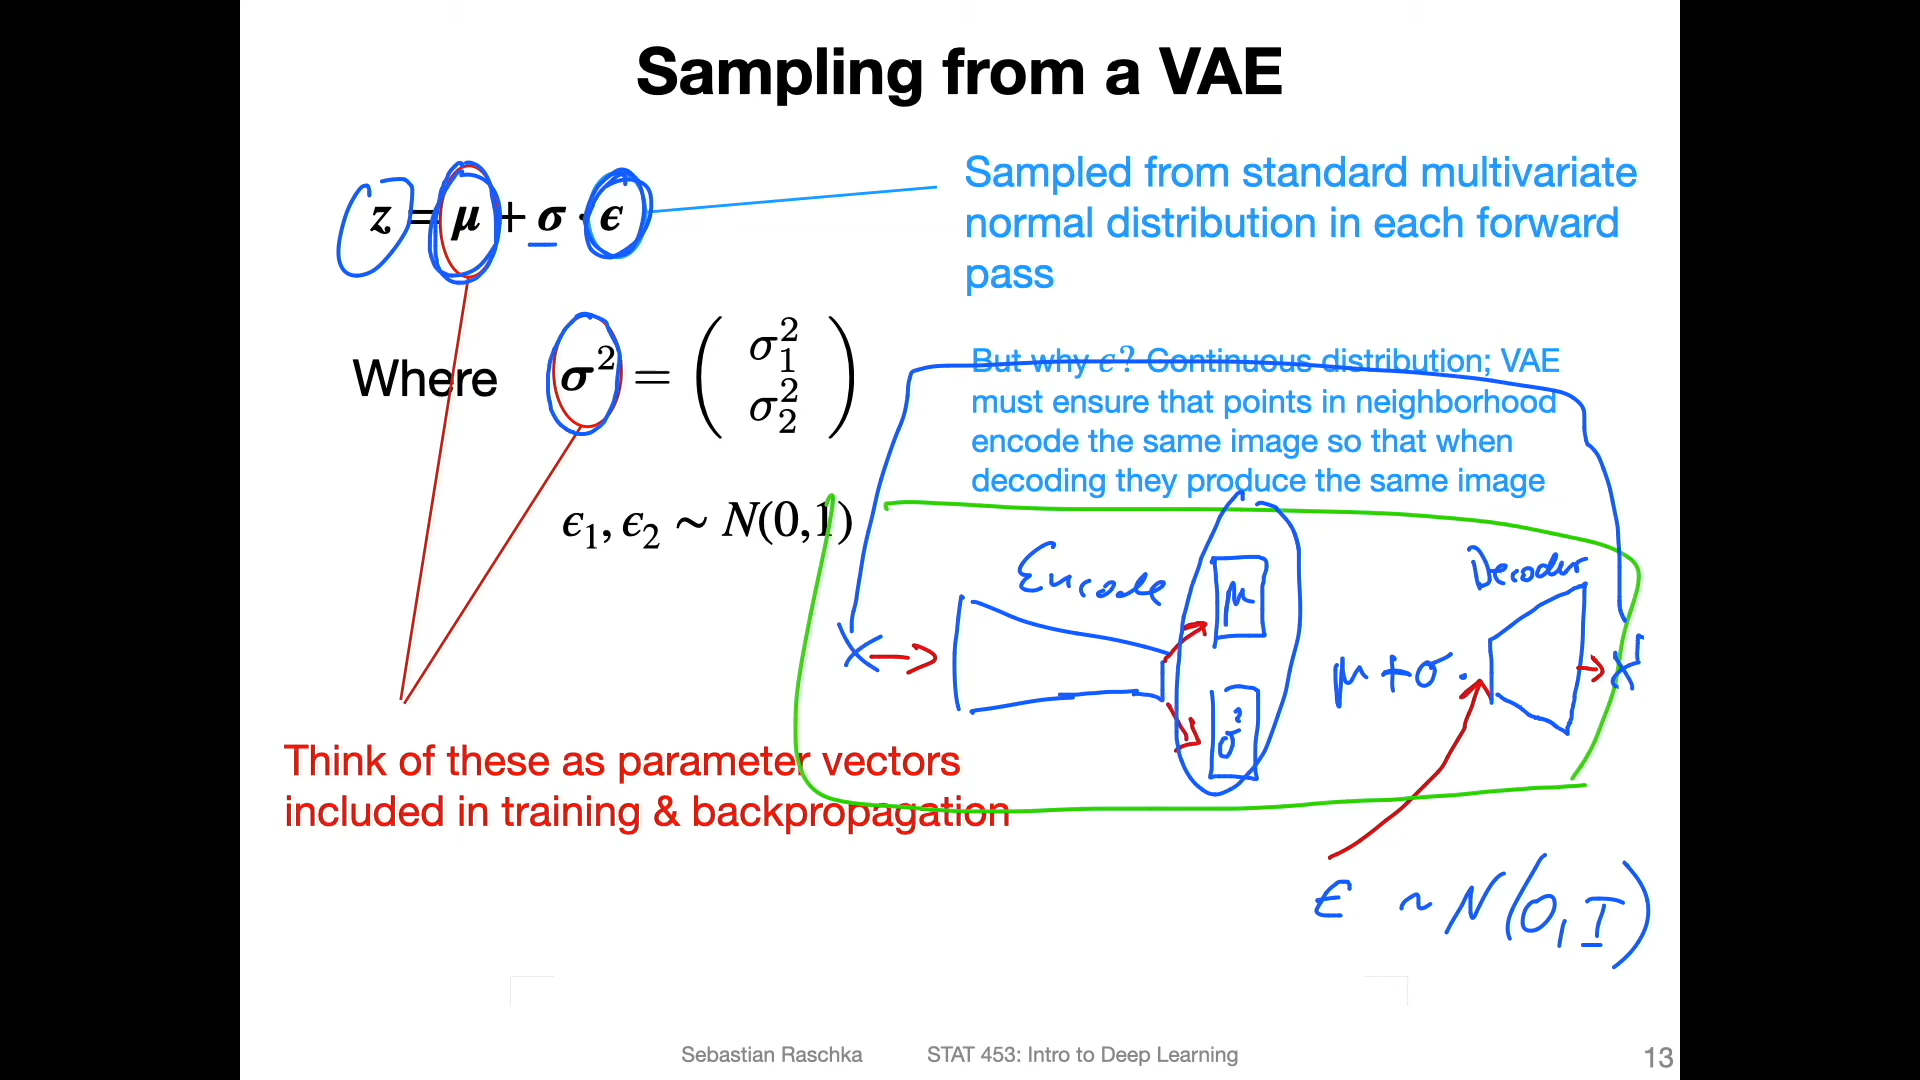 Sampling from a VAE
z = μ + σ · ϵ
Sampled from standard multivariate
normal distribution in each forward
pass
Where σ² = ( σ₁² σ₂² )
But why ϵ? Continuous distribution; VAE
must ensure that points in neighborhood
encode the same image so that when
decoding they produce the same image
ϵ₁, ϵ₂ ~ N(0,1)
Encode
Decoder
μ
X
μ + σ ·
X'
σ²
Think of these as parameter vectors
included in training & backpropagation
ϵ ~ N(0, I)
Sebastian Raschka STAT 453: Intro to Deep Learning 13